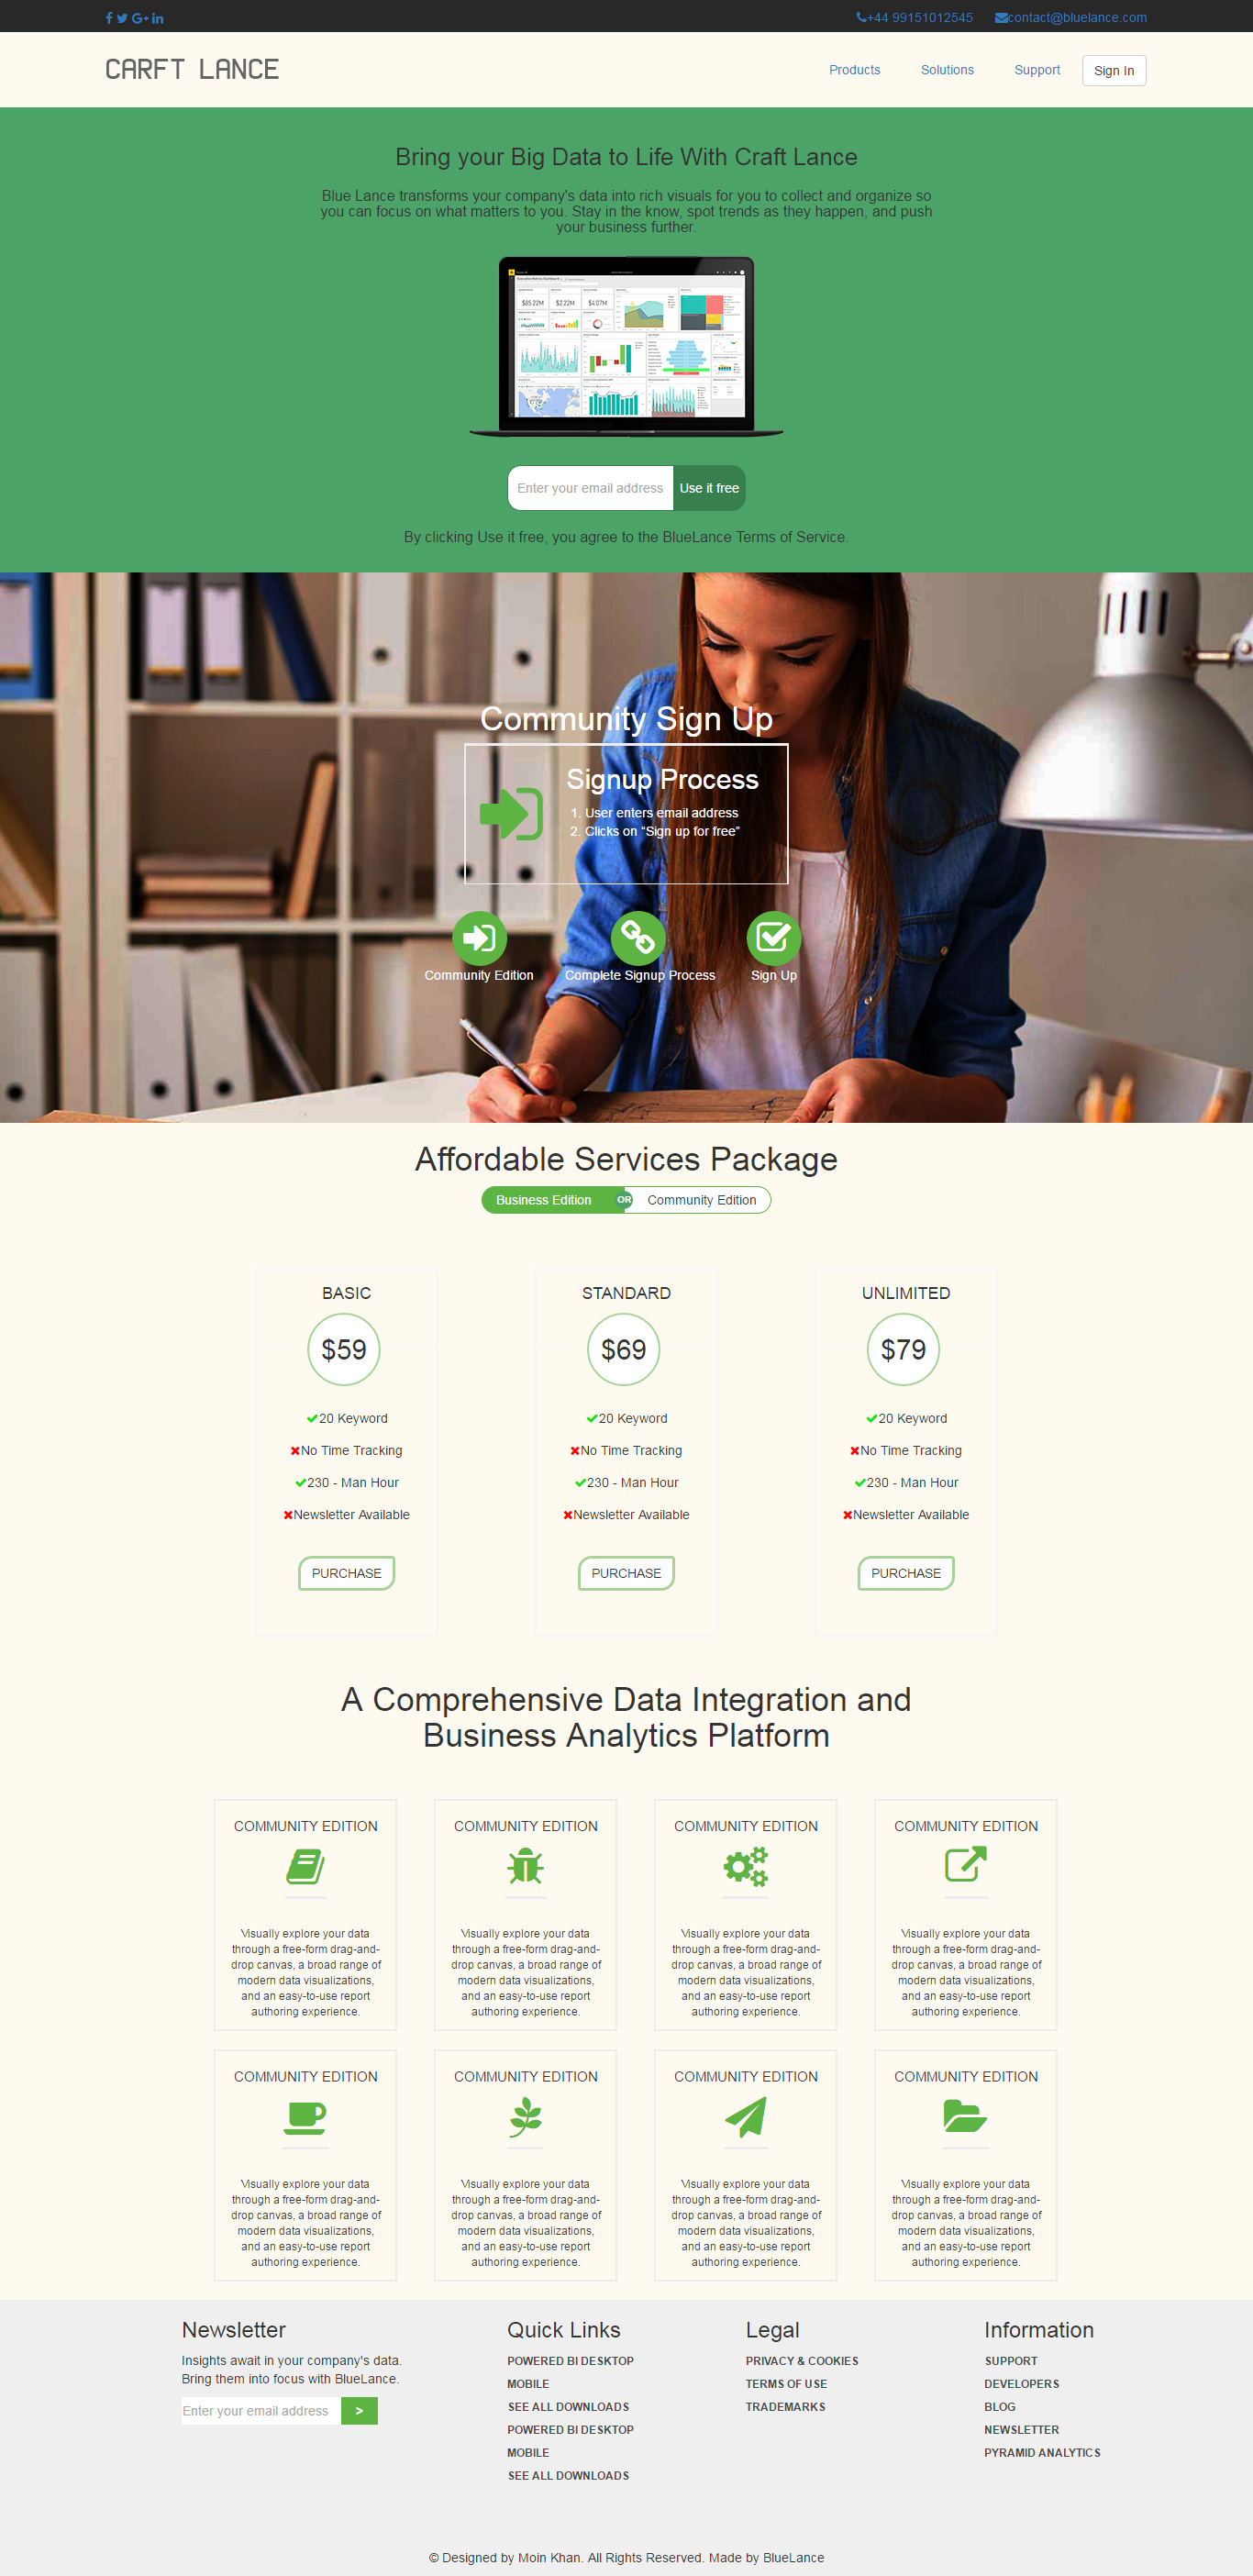 +44 99151012545 contact@bluelance.com
CARFT LANCE
Products Solutions Support Sign In
Bring your Big Data to Life With Craft Lance
Blue Lance transforms your company's data into rich visuals for you to collect and organize so
you can focus on what matters to you. Stay in the know, spot trends as they happen, and push
your business further.
$85.22M $2.22M $4.07M
Enter your email address Use it free
By clicking Use it free, you agree to the BlueLance Terms of Service.
Community Sign Up
Signup Process
1. User enters email address
2. Clicks on "Sign up for free"
Community Edition Complete Signup Process Sign Up
Affordable Services Package
Business Edition OR Community Edition
BASIC
$59
20 Keyword
No Time Tracking
230 - Man Hour
Newsletter Available
PURCHASE
STANDARD
$69
20 Keyword
No Time Tracking
230 - Man Hour
Newsletter Available
PURCHASE
UNLIMITED
$79
20 Keyword
No Time Tracking
230 - Man Hour
Newsletter Available
PURCHASE
A Comprehensive Data Integration and
Business Analytics Platform
COMMUNITY EDITION
Visually explore your data
through a free-form drag-and-
drop canvas, a broad range of
modern data visualizations,
and an easy-to-use report
authoring experience.
COMMUNITY EDITION
Visually explore your data
through a free-form drag-and-
drop canvas, a broad range of
modern data visualizations,
and an easy-to-use report
authoring experience.
COMMUNITY EDITION
Visually explore your data
through a free-form drag-and-
drop canvas, a broad range of
modern data visualizations,
and an easy-to-use report
authoring experience.
COMMUNITY EDITION
Visually explore your data
through a free-form drag-and-
drop canvas, a broad range of
modern data visualizations,
and an easy-to-use report
authoring experience.
COMMUNITY EDITION
Visually explore your data
through a free-form drag-and-
drop canvas, a broad range of
modern data visualizations,
and an easy-to-use report
authoring experience.
COMMUNITY EDITION
Visually explore your data
through a free-form drag-and-
drop canvas, a broad range of
modern data visualizations,
and an easy-to-use report
authoring experience.
COMMUNITY EDITION
Visually explore your data
through a free-form drag-and-
drop canvas, a broad range of
modern data visualizations,
and an easy-to-use report
authoring experience.
COMMUNITY EDITION
Visually explore your data
through a free-form drag-and-
drop canvas, a broad range of
modern data visualizations,
and an easy-to-use report
authoring experience.
Newsletter
Insights await in your company's data.
Bring them into focus with BlueLance.
Enter your email address >
Quick Links
POWERED BI DESKTOP
MOBILE
SEE ALL DOWNLOADS
POWERED BI DESKTOP
MOBILE
SEE ALL DOWNLOADS
Legal
PRIVACY & COOKIES
TERMS OF USE
TRADEMARKS
Information
SUPPORT
DEVELOPERS
BLOG
NEWSLETTER
PYRAMID ANALYTICS
© Designed by Moin Khan. All Rights Reserved. Made by BlueLance